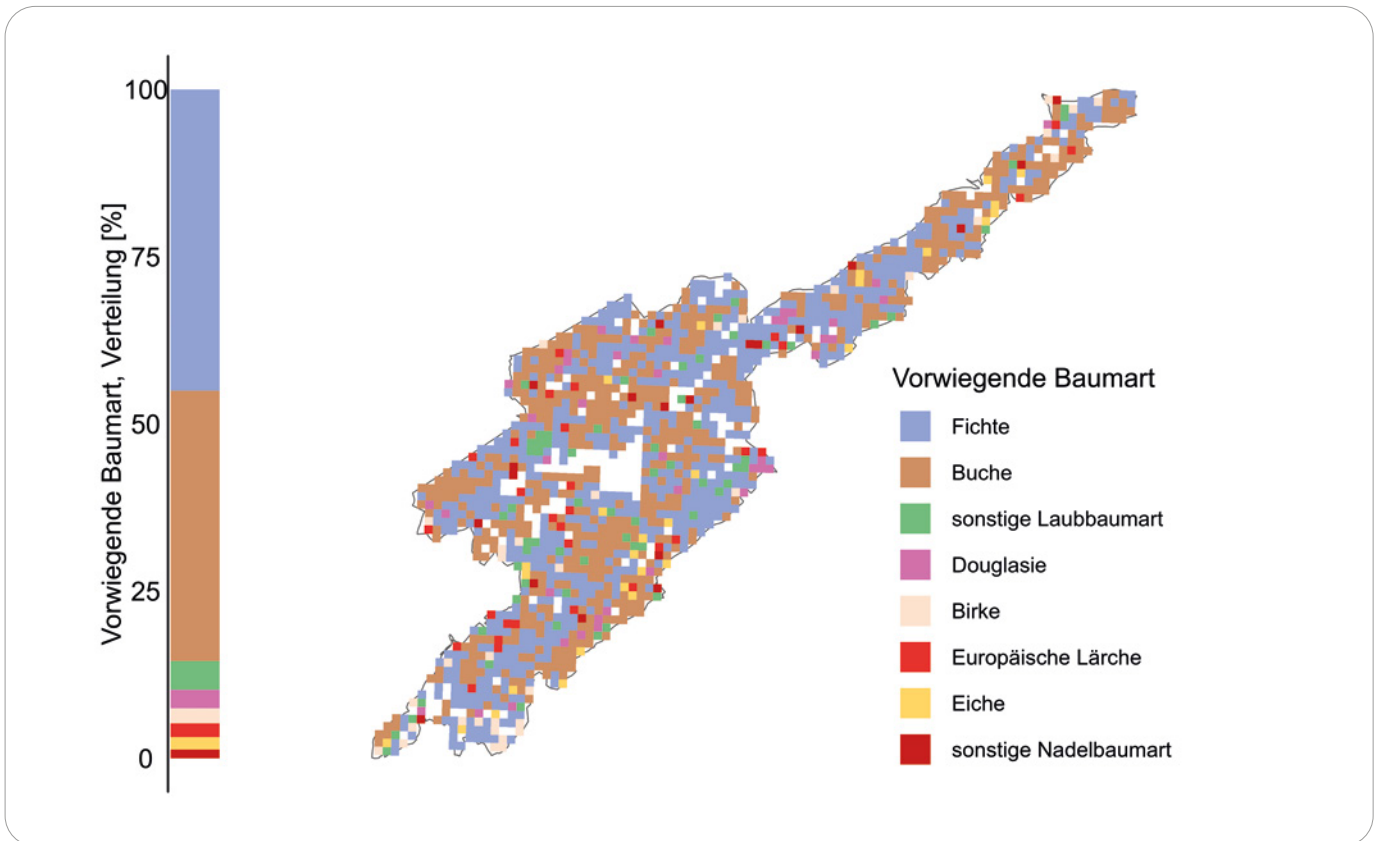 100
75
50
25
0
Vorwiegende Baumart, Verteilung [%]
Vorwiegende Baumart
Fichte
Buche
sonstige Laubbaumart
Douglasie
Birke
Europäische Lärche
Eiche
sonstige Nadelbaumart